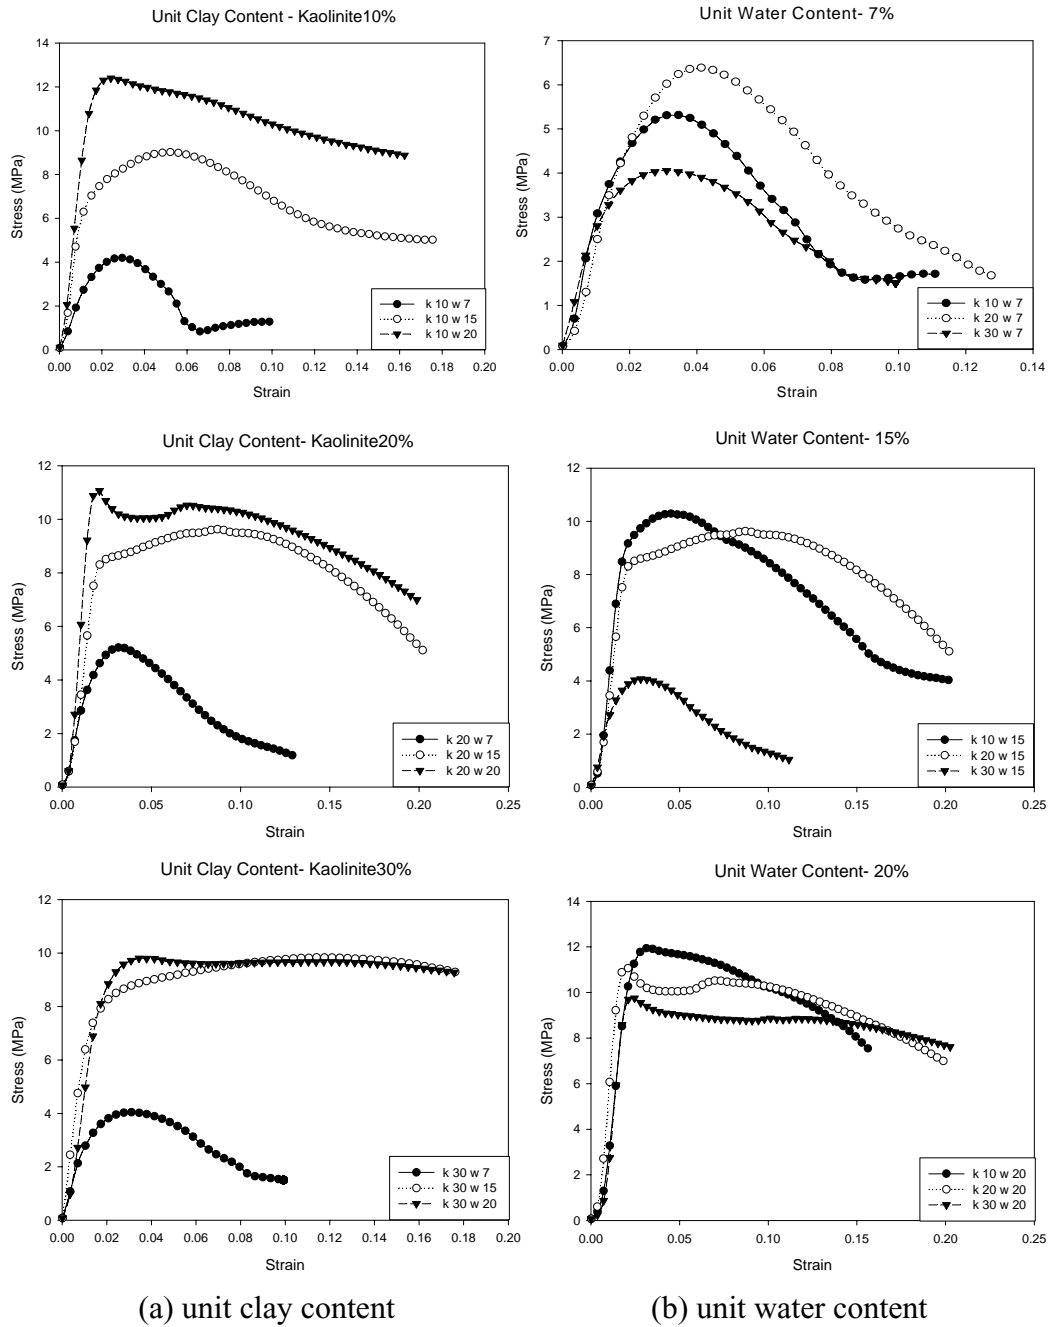 Unit Clay Content - Kaolinite10%
14
12
10
8
6
4
2
0
Stress (MPa)
0.00 0.02 0.04 0.06 0.08 0.10 0.12 0.14 0.16 0.18 0.20
Strain
k 10 w 7
k 10 w 15
k 10 w 20
Unit Water Content- 7%
7
6
5
4
3
2
1
0
Stress (MPa)
0.00 0.02 0.04 0.06 0.08 0.10 0.12 0.14
Strain
k 10 w 7
k 20 w 7
k 30 w 7
Unit Clay Content- Kaolinite20%
12
10
8
6
4
2
0
Stress (MPa)
0.00 0.05 0.10 0.15 0.20 0.25
Strain
k 20 w 7
k 20 w 15
k 20 w 20
Unit Water Content- 15%
12
10
8
6
4
2
0
Stress (MPa)
0.00 0.05 0.10 0.15 0.20 0.25
Strain
k 10 w 15
k 20 w 15
k 30 w 15
Unit Clay Content- Kaolinite30%
12
10
8
6
4
2
0
Stress (MPa)
0.00 0.02 0.04 0.06 0.08 0.10 0.12 0.14 0.16 0.18 0.20
Strain
k 30 w 7
k 30 w 15
k 30 w 20
Unit Water Content- 20%
14
12
10
8
6
4
2
0
Stress (MPa)
0.00 0.05 0.10 0.15 0.20 0.25
Strain
k 10 w 20
k 20 w 20
k 30 w 20
(a) unit clay content
(b) unit water content